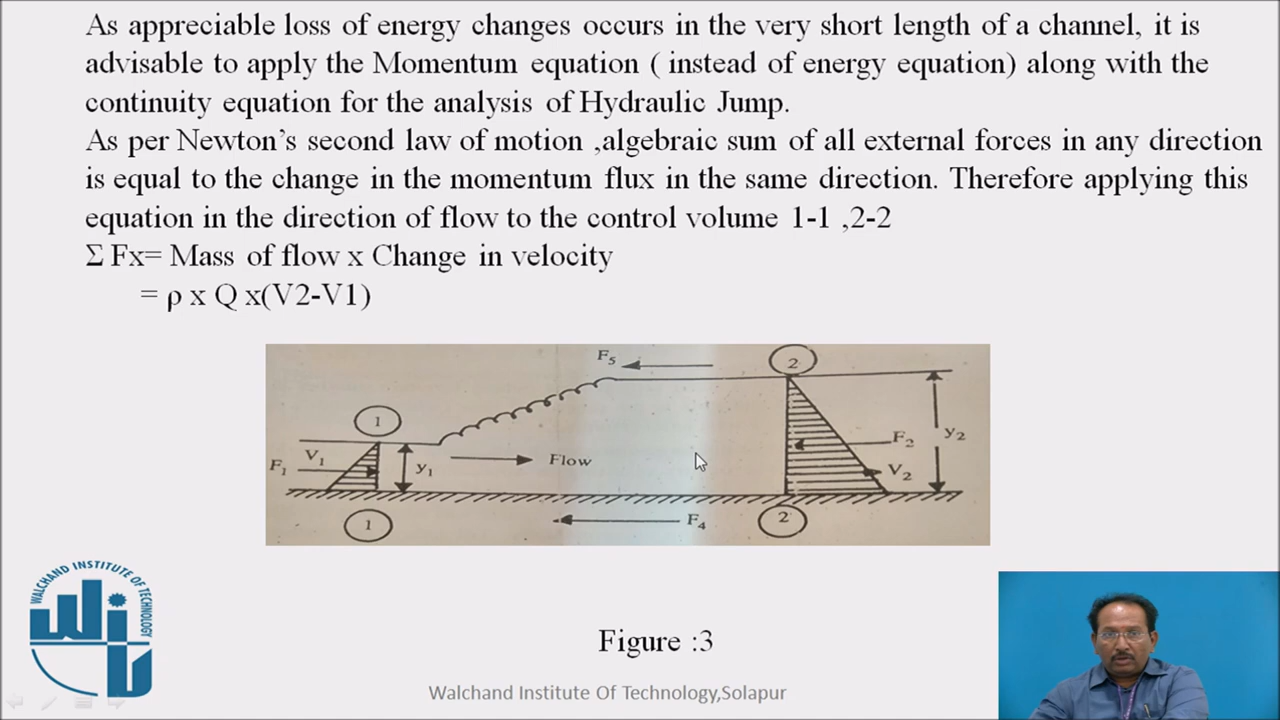 As appreciable loss of energy changes occurs in the very short length of a channel, it is
advisable to apply the Momentum equation ( instead of energy equation) along with the
continuity equation for the analysis of Hydraulic Jump.
As per Newton’s second law of motion ,algebraic sum of all external forces in any direction
is equal to the change in the momentum flux in the same direction. Therefore applying this
equation in the direction of flow to the control volume 1-1 ,2-2
Σ Fx= Mass of flow x Change in velocity
= ρ x Q x(V2-V1)
F5
2
1
F1
V1
y1
Flow
F2
V2
y2
1
F4
2
WALCHAND INSTITUTE OF TECHNOLOGY
WiT
Figure :3
Walchand Institute Of Technology,Solapur